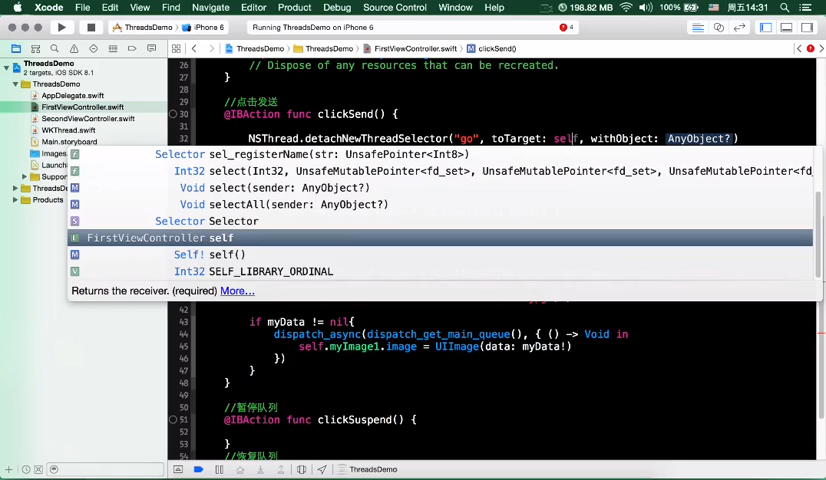 Xcode File Edit View Find Navigate Editor Product Debug Source Control Window Help 198.82 MB 100% 周五14:31
ThreadsDemo iPhone 6 Running ThreadsDemo on iPhone 6 4
ThreadsDemo ThreadsDemo FirstViewController.swift clickSend()
ThreadsDemo
2 targets, iOS SDK 8.1
ThreadsDemo
AppDelegate.swift
FirstViewController.swift
SecondViewController.swift
WKThread.swift
Main.storyboard
Images.
Launch
Suppor
ThreadsDe
Products
26 // Dispose of any resources that can be recreated.
27 }
28
29 //点击发送
30 @IBAction func clickSend() {
31
32 NSThread.detachNewThreadSelector("go", toTarget: self, withObject: AnyObject?)
Selector sel_registerName(str: UnsafePointer<Int8>)
Int32 select(Int32, UnsafeMutablePointer<fd_set>, UnsafeMutablePointer<fd_set>, UnsafeMutablePointer<fd_
Void select(sender: AnyObject?)
Void selectAll(sender: AnyObject?)
Selector Selector
FirstViewController self
Self! self()
Int32 SELF_LIBRARY_ORDINAL
Returns the receiver. (required) More…
42
43 if myData != nil{
44 dispatch_async(dispatch_get_main_queue(), { () -> Void in
45 self.myImage1.image = UIImage(data: myData!)
46 })
47 }
48 }
49
50 //暂停队列
51 @IBAction func clickSuspend() {
52
53 }
54 //恢复队列
ThreadsDemo